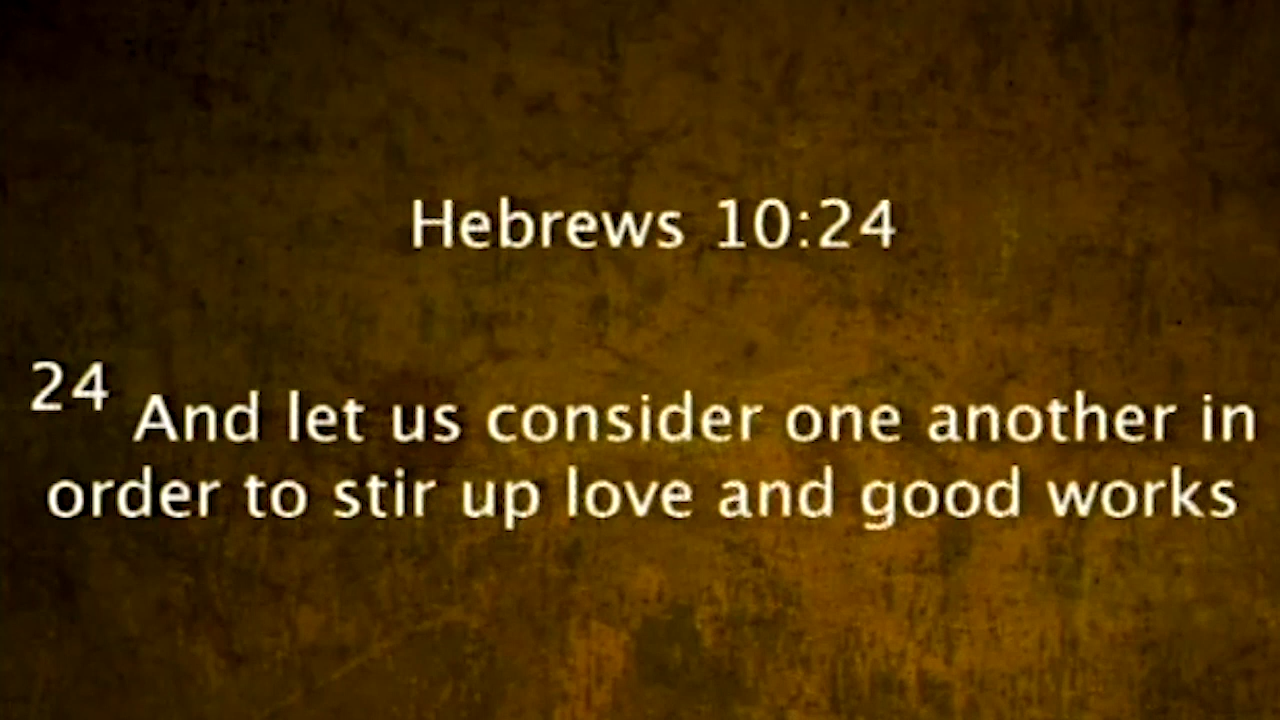 Hebrews 10:24
24 And let us consider one another in
order to stir up love and good works